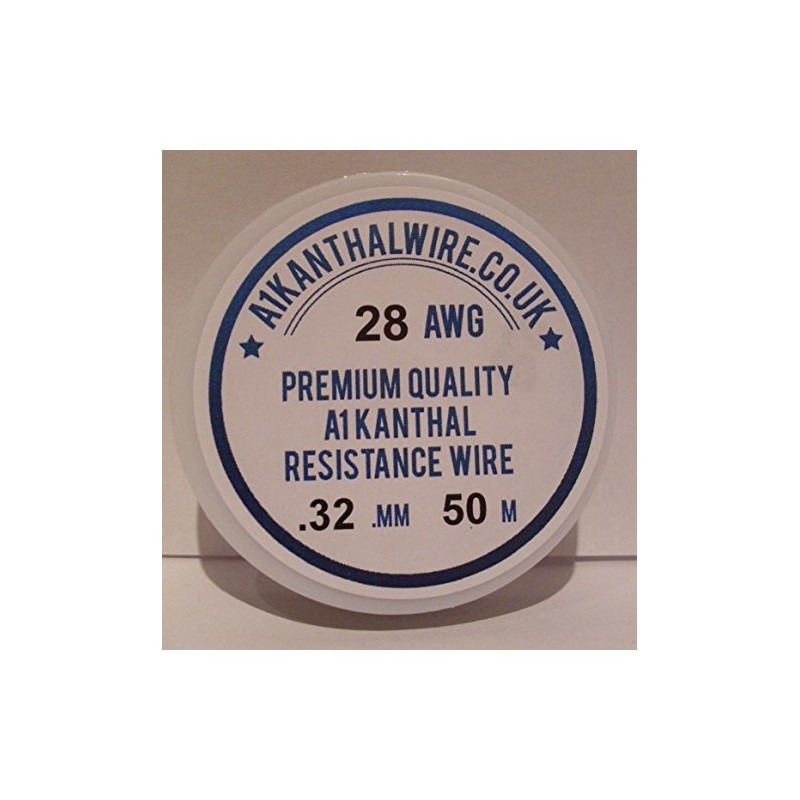 A1KANTHALWIRE.CO.UK
28 AWG
PREMIUM QUALITY
A1 KANTHAL
RESISTANCE WIRE
.32 .MM 50 M